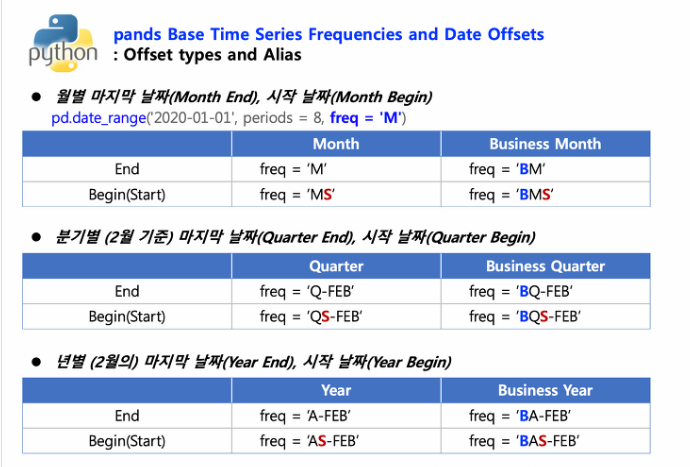 python
pands Base Time Series Frequencies and Date Offsets
: Offset types and Alias
● 월별 마지막 날짜(Month End), 시작 날짜(Month Begin)
pd.date_range('2020-01-01', periods = 8, freq = 'M')
Month Business Month
End freq = 'M' freq = 'BM'
Begin(Start) freq = 'MS' freq = 'BMS'
● 분기별 (2월 기준) 마지막 날짜(Quarter End), 시작 날짜(Quarter Begin)
Quarter Business Quarter
End freq = 'Q-FEB' freq = 'BQ-FEB'
Begin(Start) freq = 'QS-FEB' freq = 'BQS-FEB'
● 년별 (2월의) 마지막 날짜(Year End), 시작 날짜(Year Begin)
Year Business Year
End freq = 'A-FEB' freq = 'BA-FEB'
Begin(Start) freq = 'AS-FEB' freq = 'BAS-FEB'